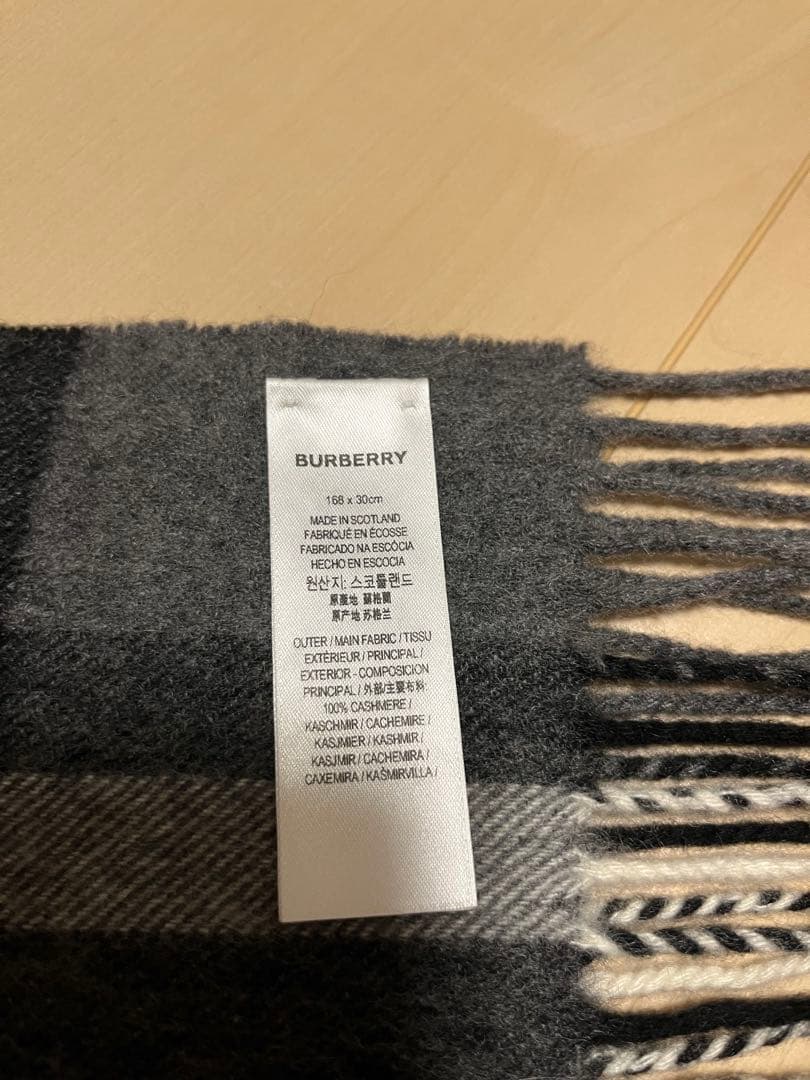 BURBERRY
168 x 30cm
MADE IN SCOTLAND
FABRIQUÉ EN ÉCOSSE
FABRICADO NA ESCÓCIA
HECHO EN ESCOCIA
원산지: 스코틀랜드
原產地 蘇格蘭
原产地 苏格兰
OUTER / MAIN FABRIC / TISSU
EXTÉRIEUR / PRINCIPAL /
EXTERIOR - COMPOSICION
PRINCIPAL / 外部/主要布料
100% CASHMERE /
KASCHMIR / CACHEMIRE /
KASJMIER / KASHMIR /
KASJMIR / CACHEMIRA /
CAXEMIRA / KAŠMIRVILLA /